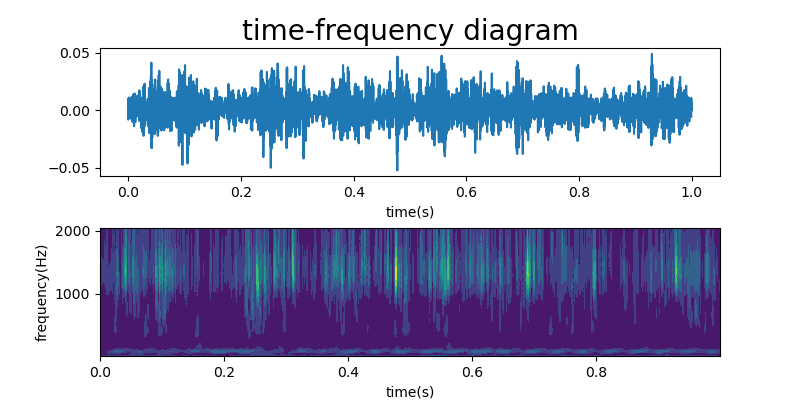 time-frequency diagram
0.05
0.00
−0.05
0.0 0.2 0.4 0.6 0.8 1.0
time(s)
2000
1000
frequency(Hz)
0.0 0.2 0.4 0.6 0.8
time(s)